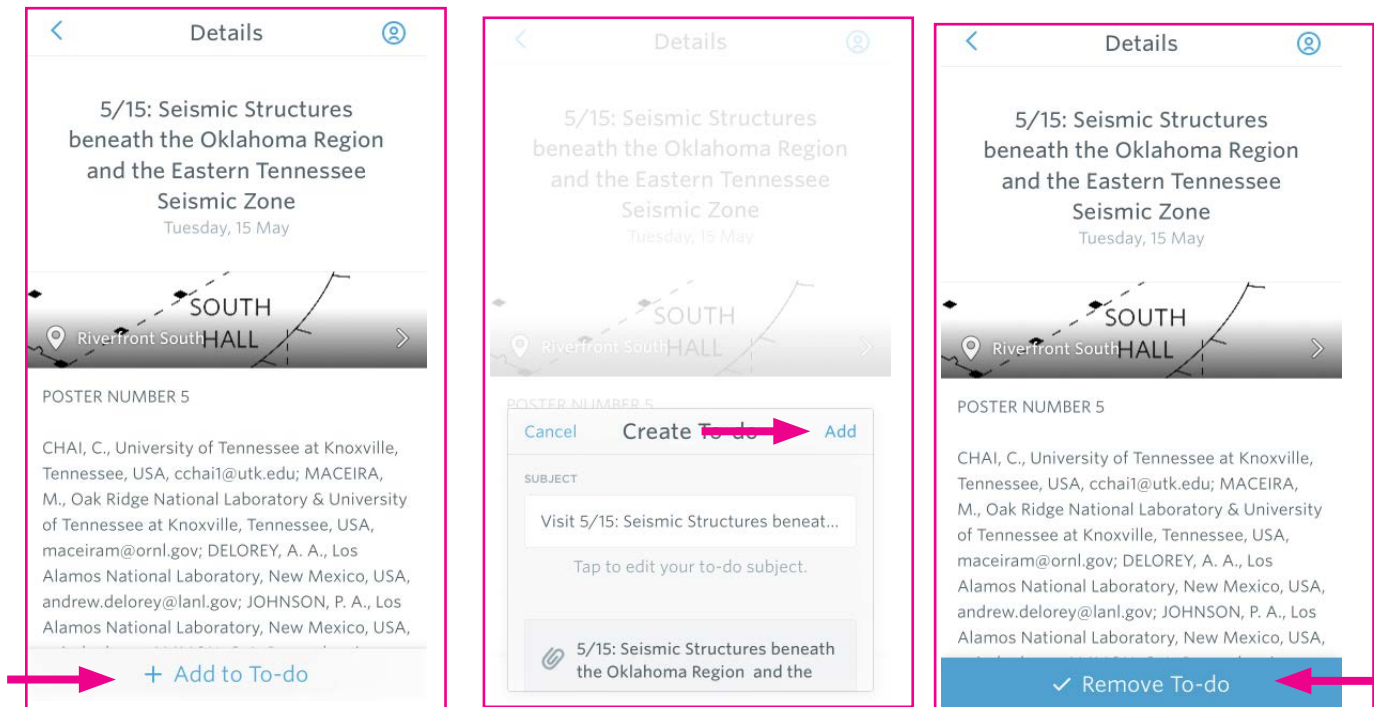 Details
5/15: Seismic Structures
beneath the Oklahoma Region
and the Eastern Tennessee
Seismic Zone
Tuesday, 15 May
SOUTH
HALL
Riverfront South
POSTER NUMBER 5
CHAI, C., University of Tennessee at Knoxville,
Tennessee, USA, cchai1@utk.edu; MACEIRA,
M., Oak Ridge National Laboratory & University
of Tennessee at Knoxville, Tennessee, USA,
maceiram@ornl.gov; DELOREY, A. A., Los
Alamos National Laboratory, New Mexico, USA,
andrew.delorey@lanl.gov; JOHNSON, P. A., Los
Alamos National Laboratory, New Mexico, USA,
+ Add to To-do
Details
5/15: Seismic Structures
beneath the Oklahoma Region
and the Eastern Tennessee
Seismic Zone
Tuesday, 15 May
SOUTH
HALL
Riverfront South
POSTER NUMBER 5
Cancel Create To-do Add
SUBJECT
Visit 5/15: Seismic Structures beneat...
Tap to edit your to-do subject.
5/15: Seismic Structures beneath
the Oklahoma Region and the
Details
5/15: Seismic Structures
beneath the Oklahoma Region
and the Eastern Tennessee
Seismic Zone
Tuesday, 15 May
SOUTH
HALL
Riverfront South
POSTER NUMBER 5
CHAI, C., University of Tennessee at Knoxville,
Tennessee, USA, cchai1@utk.edu; MACEIRA,
M., Oak Ridge National Laboratory & University
of Tennessee at Knoxville, Tennessee, USA,
maceiram@ornl.gov; DELOREY, A. A., Los
Alamos National Laboratory, New Mexico, USA,
andrew.delorey@lanl.gov; JOHNSON, P. A., Los
Alamos National Laboratory, New Mexico, USA,
✓ Remove To-do